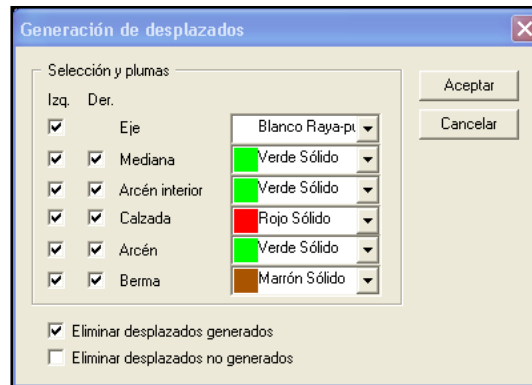 Generación de desplazados
Selección y plumas
Aceptar
Izq. Der.
Cancelar
Eje Blanco Raya-pu
Mediana Verde Sólido
Arcén interior Verde Sólido
Calzada Rojo Sólido
Arcén Verde Sólido
Berma Marrón Sólido
Eliminar desplazados generados
Eliminar desplazados no generados